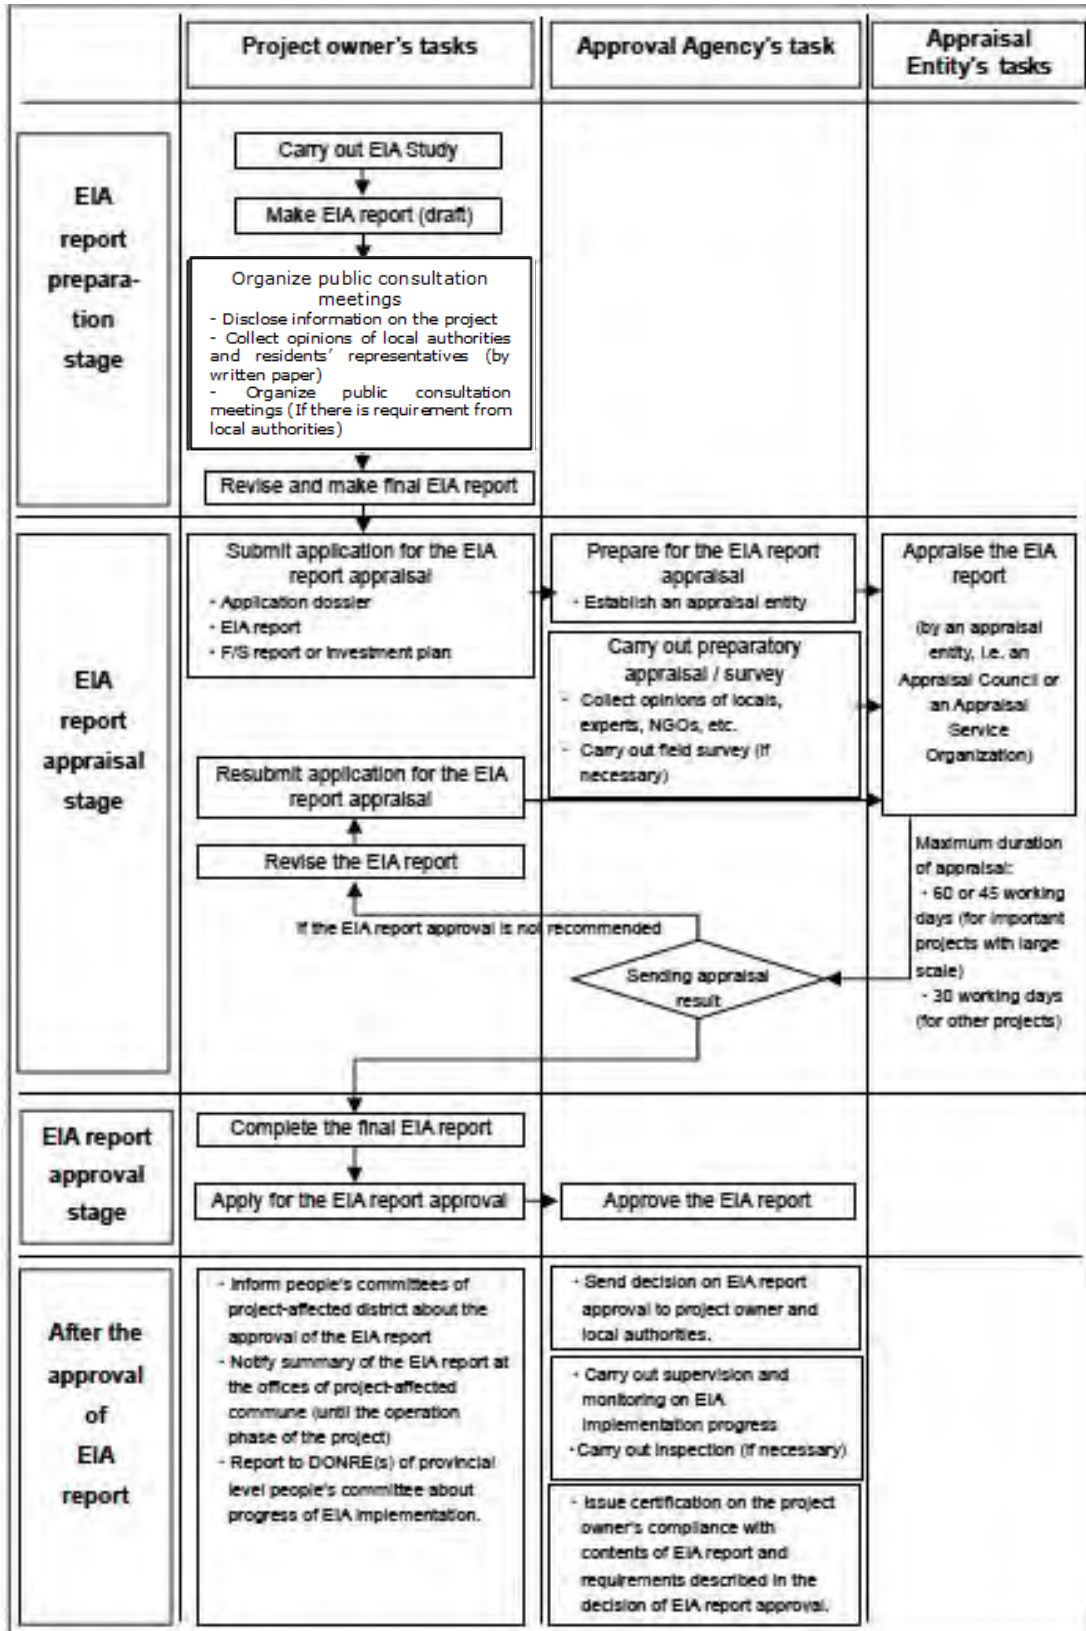 Project owner's tasks
Approval Agency's task
Appraisal
Entity's tasks
EIA
report
prepara-
tion
stage
Carry out EIA Study
Make EIA report (draft)
Organize public consultation
meetings
- Disclose information on the project
- Collect opinions of local authorities
and residents' representatives (by
written paper)
- Organize public consultation
meetings (If there is requirement from
local authorities)
Revise and make final EIA report
EIA
report
appraisal
stage
Submit application for the EIA
report appraisal
· Application dossier
· EIA report
· F/S report or Investment plan
Prepare for the EIA report
appraisal
· Establish an appraisal entity
Carry out preparatory
appraisal / survey
· Collect opinions of locals,
experts, NGOs, etc.
· Carry out field survey (if
necessary)
Appraise the EIA
report
(by an appraisal
entity, i.e. an
Appraisal Council or
an Appraisal
Service
Organization)
Resubmit application for the EIA
report appraisal
Revise the EIA report
If the EIA report approval is not recommended
Sending appraisal
result
Maximum duration
of appraisal:
· 60 or 45 working
days (for important
projects with large
scale)
· 30 working days
(for other projects)
EIA report
approval
stage
Complete the final EIA report
Apply for the EIA report approval
Approve the EIA report
After the
approval
of
EIA
report
· Inform people's committees of
project-affected district about the
approval of the EIA report
· Notify summary of the EIA report at
the offices of project-affected
commune (until the operation
phase of the project)
· Report to DONRE(s) of provincial
level people's committee about
progress of EIA implementation.
· Send decision on EIA report
approval to project owner and
local authorities.
· Carry out supervision and
monitoring on EIA
implementation progress
· Carry out inspection (if necessary)
· Issue certification on the project
owner's compliance with
contents of EIA report and
requirements described in the
decision of EIA report approval.